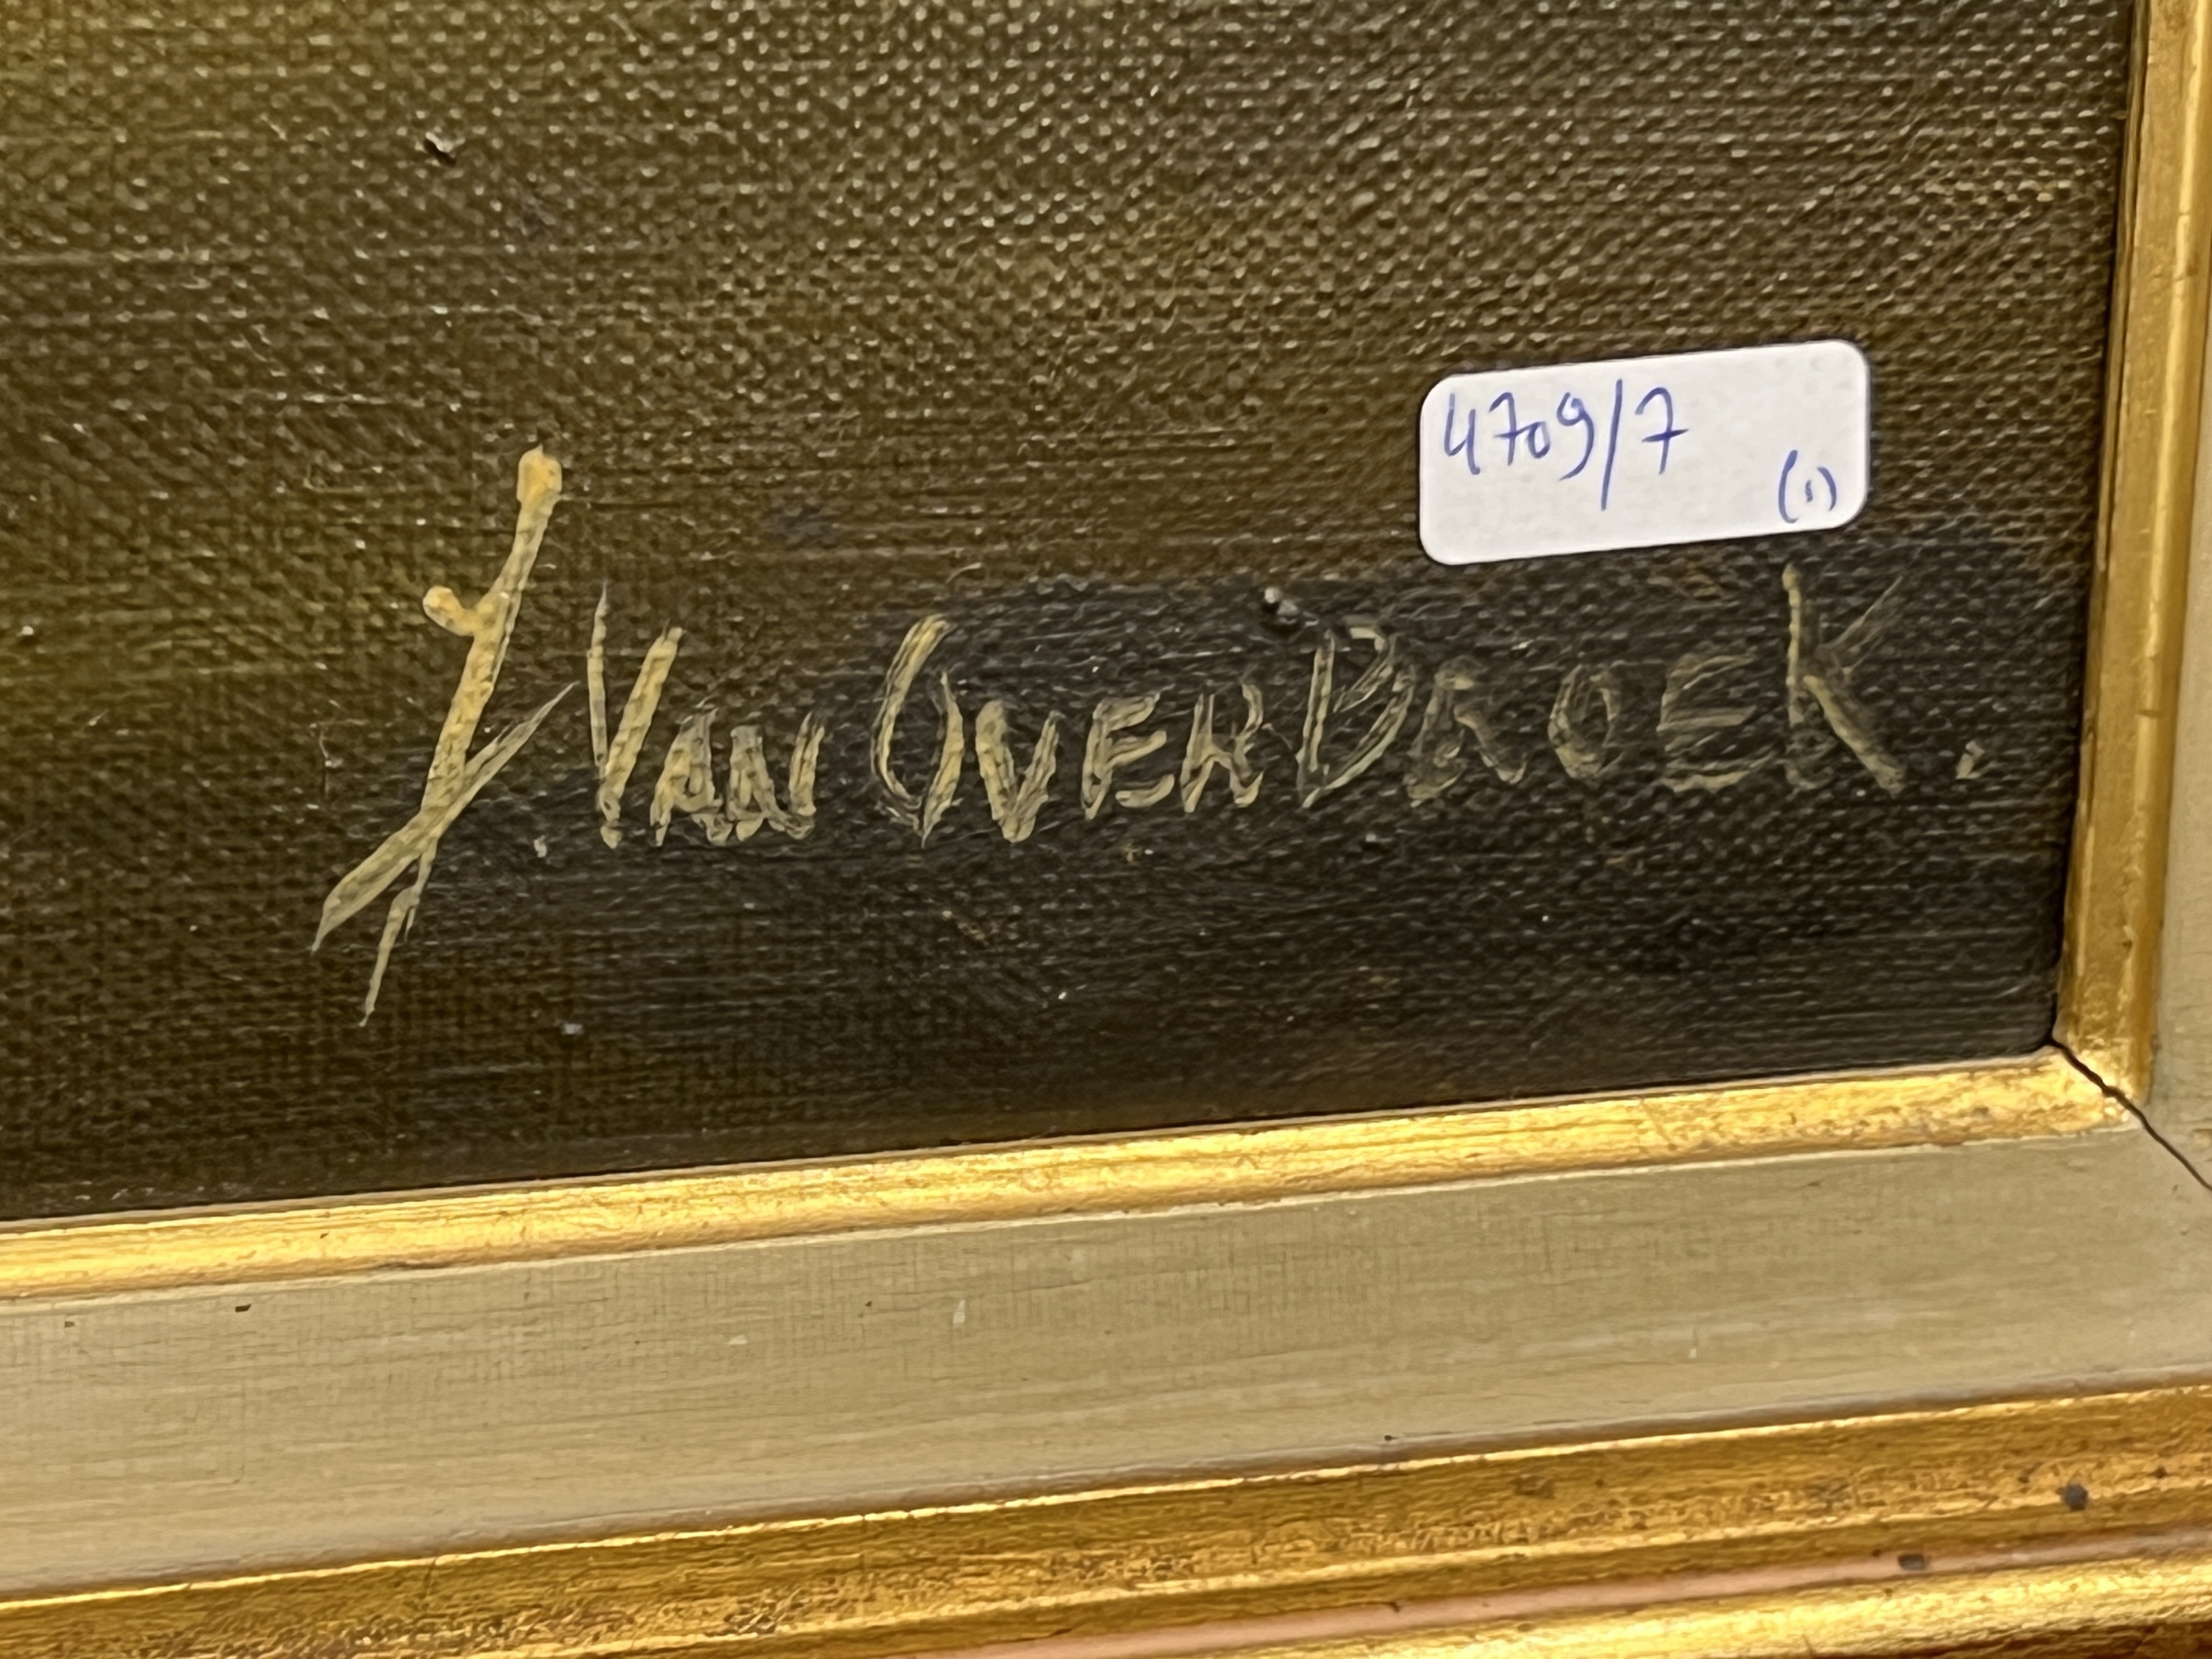 4709/7
(1)
J Van OverBroek.